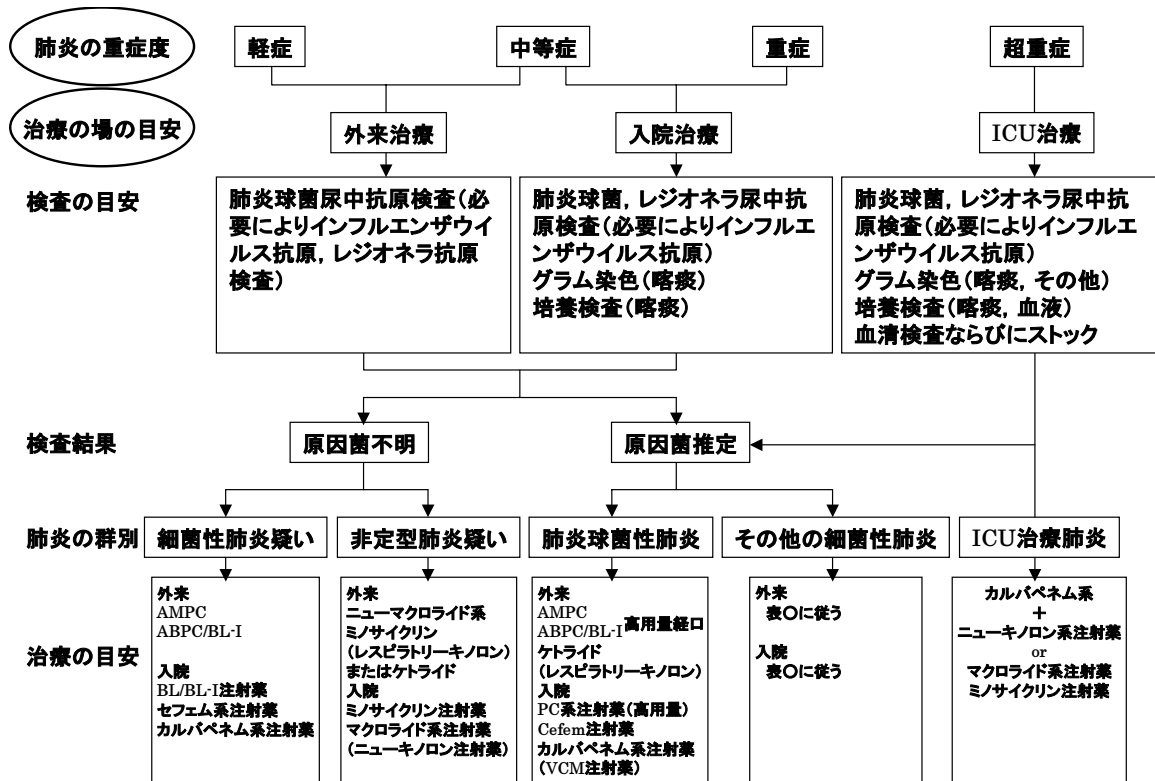 肺炎の重症度
軽症
中等症
重症
超重症
治療の場の目安
外来治療
入院治療
ICU治療
検査の目安
肺炎球菌尿中抗原検査(必
要によりインフルエンザウイ
ルス抗原，レジオネラ抗原
検査)
肺炎球菌，レジオネラ尿中抗
原検査(必要によりインフルエ
ンザウイルス抗原)
グラム染色(喀痰)
培養検査(喀痰)
肺炎球菌，レジオネラ尿中抗
原検査(必要によりインフルエ
ンザウイルス抗原)
グラム染色(喀痰，その他)
培養検査(喀痰，血液)
血清検査ならびにストック
検査結果
原因菌不明
原因菌推定
肺炎の群別
細菌性肺炎疑い
非定型肺炎疑い
肺炎球菌性肺炎
その他の細菌性肺炎
ICU治療肺炎
治療の目安
外来
AMPC
ABPC/BL-I
入院
BL/BL-I注射薬
セフェム系注射薬
カルバペネム系注射薬
外来
ニューマクロライド系
ミノサイクリン
(レスピラトリーキノロン)
またはケトライド
入院
ミノサイクリン注射薬
マクロライド系注射薬
(ニューキノロン注射薬)
外来
AMPC
ABPC/BL-I
高用量経口
ケトライド
(レスピラトリーキノロン)
入院
PC系注射薬(高用量)
Cefem注射薬
カルバペネム系注射薬
(VCM注射薬)
外来
表〇に従う
入院
表〇に従う
カルバペネム系
+
ニューキノロン系注射薬
or
マクロライド系注射薬
ミノサイクリン注射薬